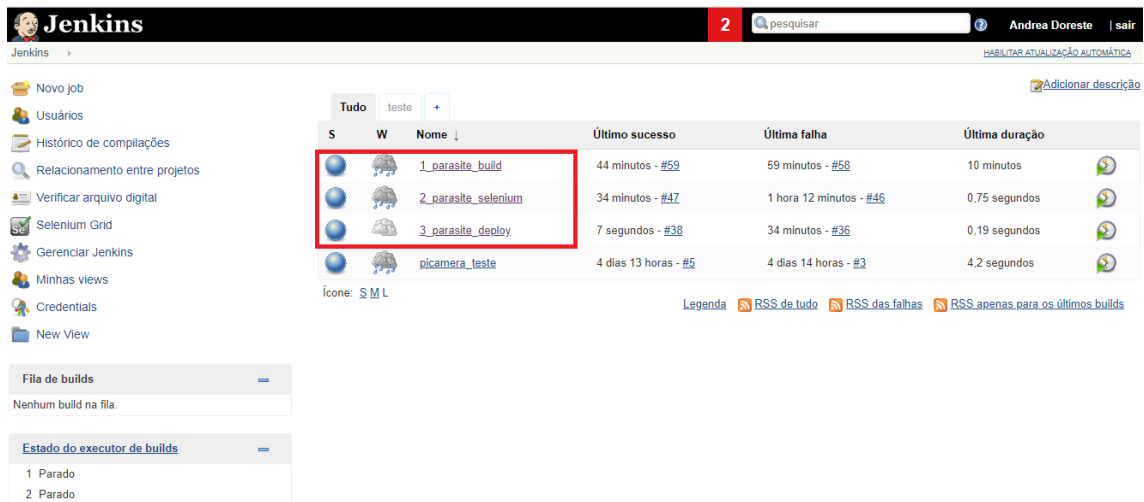 Jenkins
2 pesquisar Andrea Doreste | sair
Jenkins HABILITAR ATUALIZAÇÃO AUTOMÁTICA
Novo job
Usuários
Histórico de compilações
Relacionamento entre projetos
Verificar arquivo digital
Selenium Grid
Gerenciar Jenkins
Minhas views
Credentials
New View
Fila de builds
Nenhum build na fila.
Estado do executor de builds
1 Parado
2 Parado
Adicionar descrição
Tudo teste +
S W Nome ↓ Último sucesso Última falha Última duração
1_parasite_build 44 minutos - #59 59 minutos - #58 10 minutos
2_parasite_selenium 34 minutos - #47 1 hora 12 minutos - #46 0,75 segundos
3_parasite_deploy 7 segundos - #38 34 minutos - #36 0,19 segundos
picamera_teste 4 dias 13 horas - #5 4 dias 14 horas - #3 4,2 segundos
Ícone: S M L
Legenda RSS de tudo RSS das falhas RSS apenas para os últimos builds